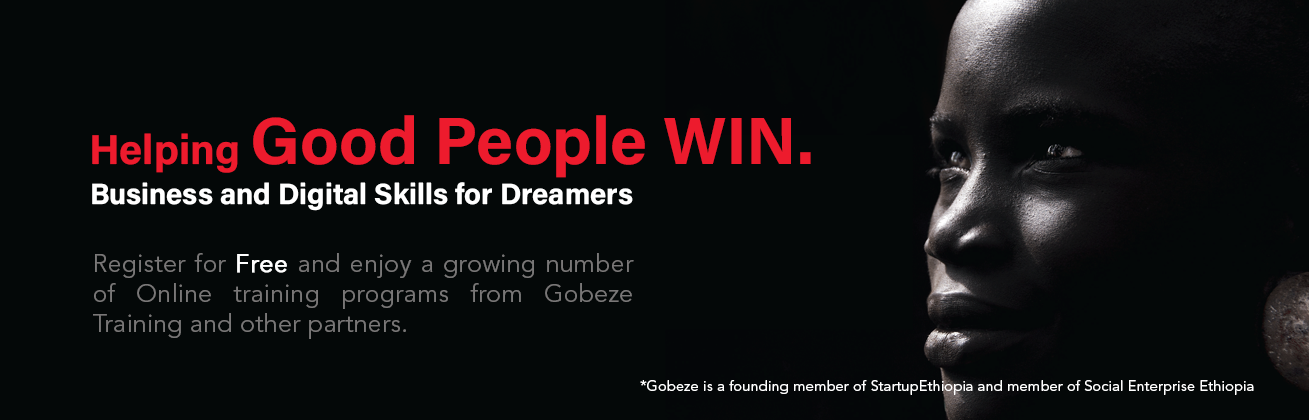 Helping Good People WIN.
Business and Digital Skills for Dreamers
Register for Free and enjoy a growing number
of Online training programs from Gobeze
Training and other partners.
*Gobeze is a founding member of StartupEthiopia and member of Social Enterprise Ethiopia